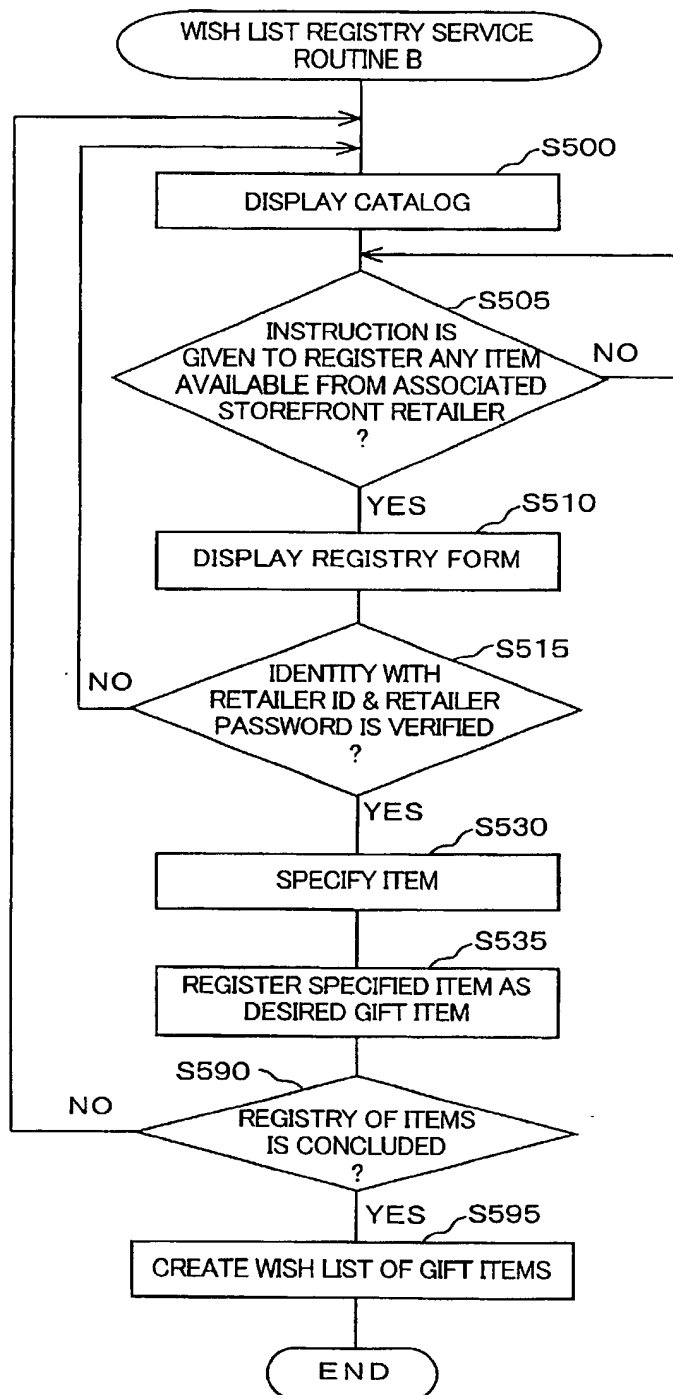 WISH LIST REGISTRY SERVICE
ROUTINE B
S500
DISPLAY CATALOG
S505
INSTRUCTION IS
GIVEN TO REGISTER ANY ITEM
AVAILABLE FROM ASSOCIATED
STOREFRONT RETAILER
?
NO
YES
S510
DISPLAY REGISTRY FORM
S515
IDENTITY WITH
RETAILER ID & RETAILER
PASSWORD IS VERIFIED
?
NO
YES
S530
SPECIFY ITEM
S535
REGISTER SPECIFIED ITEM AS
DESIRED GIFT ITEM
S590
NO
REGISTRY OF ITEMS
IS CONCLUDED
?
YES
S595
CREATE WISH LIST OF GIFT ITEMS
END